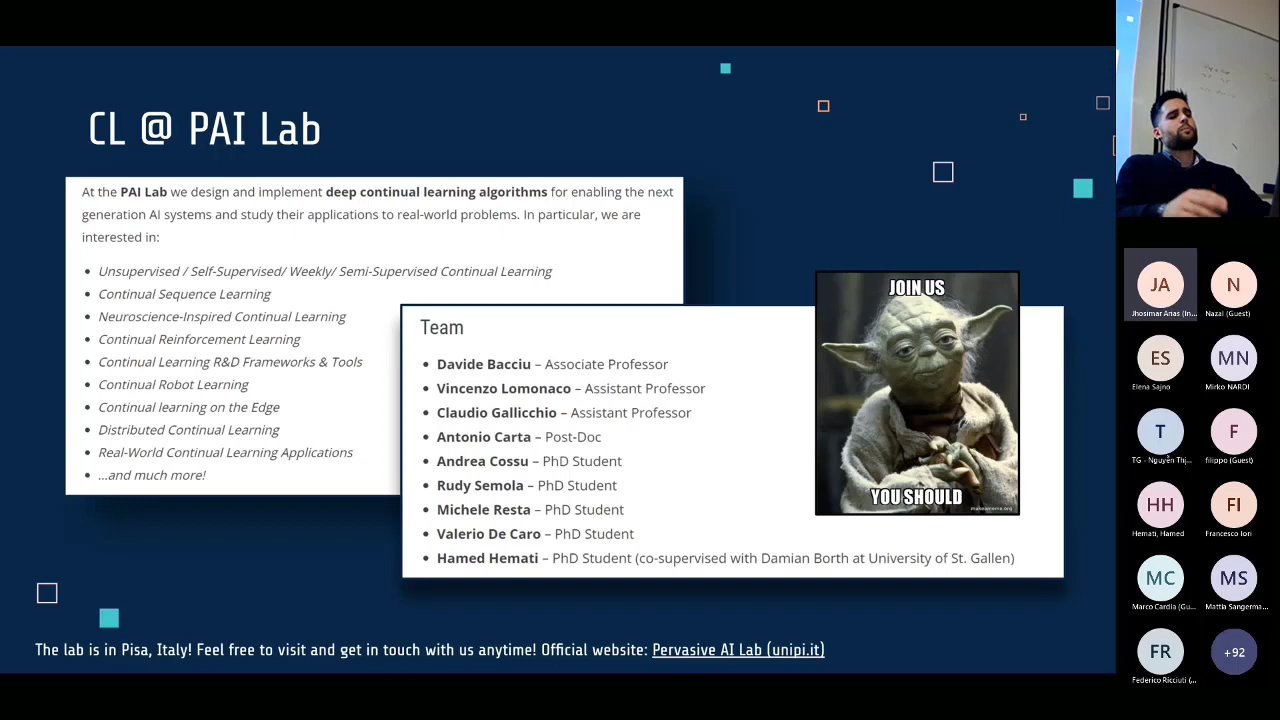 CL @ PAI Lab
At the PAI Lab we design and implement deep continual learning algorithms for enabling the next
generation AI systems and study their applications to real-world problems. In particular, we are
interested in:
• Unsupervised / Self-Supervised/ Weekly/ Semi-Supervised Continual Learning
• Continual Sequence Learning
• Neuroscience-Inspired Continual Learning
• Continual Reinforcement Learning
• Continual Learning R&D Frameworks & Tools
• Continual Robot Learning
• Continual learning on the Edge
• Distributed Continual Learning
• Real-World Continual Learning Applications
• ...and much more!
Team
• Davide Bacciu – Associate Professor
• Vincenzo Lomonaco – Assistant Professor
• Claudio Gallicchio – Assistant Professor
• Antonio Carta – Post-Doc
• Andrea Cossu – PhD Student
• Rudy Semola – PhD Student
• Michele Resta – PhD Student
• Valerio De Caro – PhD Student
• Hamed Hemati – PhD Student (co-supervised with Damian Borth at University of St. Gallen)
JOIN US
YOU SHOULD
makeameme.org
The lab is in Pisa, Italy! Feel free to visit and get in touch with us anytime! Official website: Pervasive AI Lab (unipi.it)
JA
Jhosimar Arias (In...
N
Nazal (Guest)
ES
Elena Sajno
MN
Mirko NARDI
T
TG - Nguyễn Thị...
F
filippo (Guest)
HH
Hemati, Hamed
FI
Francesco Iori
MC
Marco Cardia (Gu...
MS
Mattia Sangerma...
FR
Federico Ricciuti (...
+92